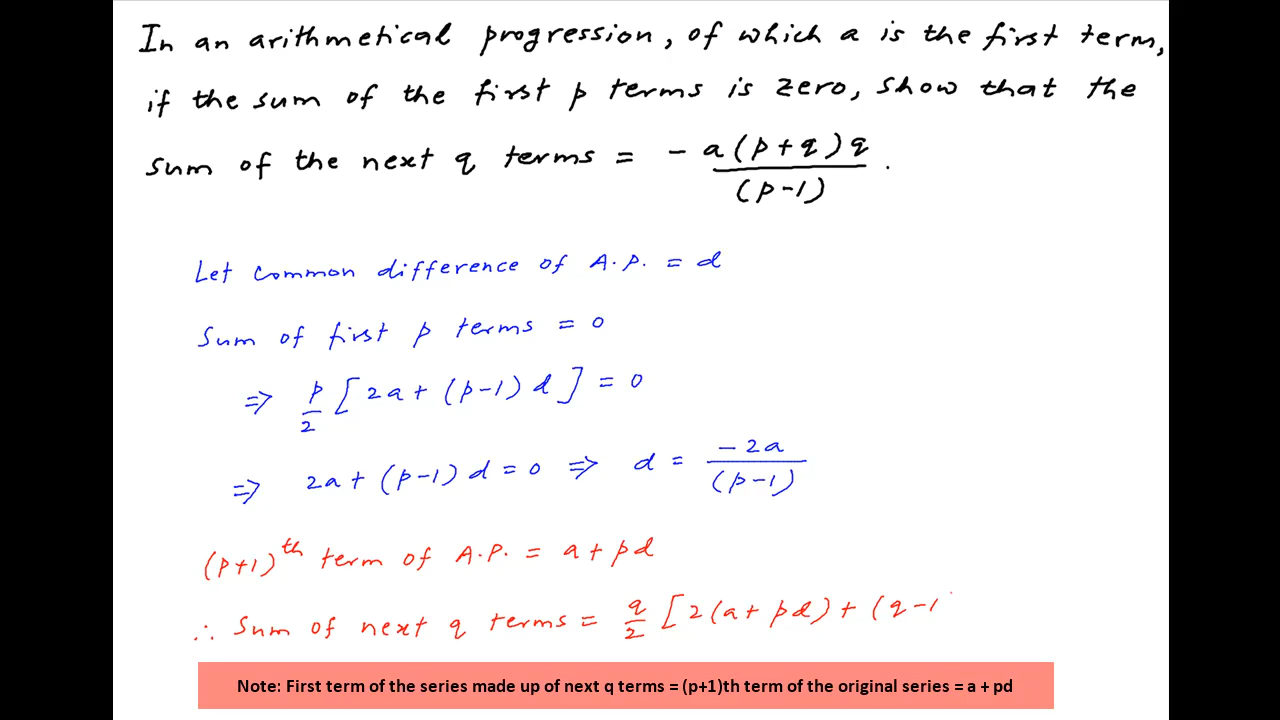 In an arithmetical progression, of which a is the first term,
if the sum of the first p terms is zero, show that the
sum of the next q terms = - a(p+q)q / (p-1).
Let common difference of A.P. = d
Sum of first p terms = 0
⇒ p/2 [2a + (p-1)d] = 0
⇒ 2a + (p-1)d = 0 ⇒ d = -2a / (p-1)
(p+1)th term of A.P. = a + pd
∴ Sum of next q terms = q/2 [2(a + pd) + (q-1
Note: First term of the series made up of next q terms = (p+1)th term of the original series = a + pd